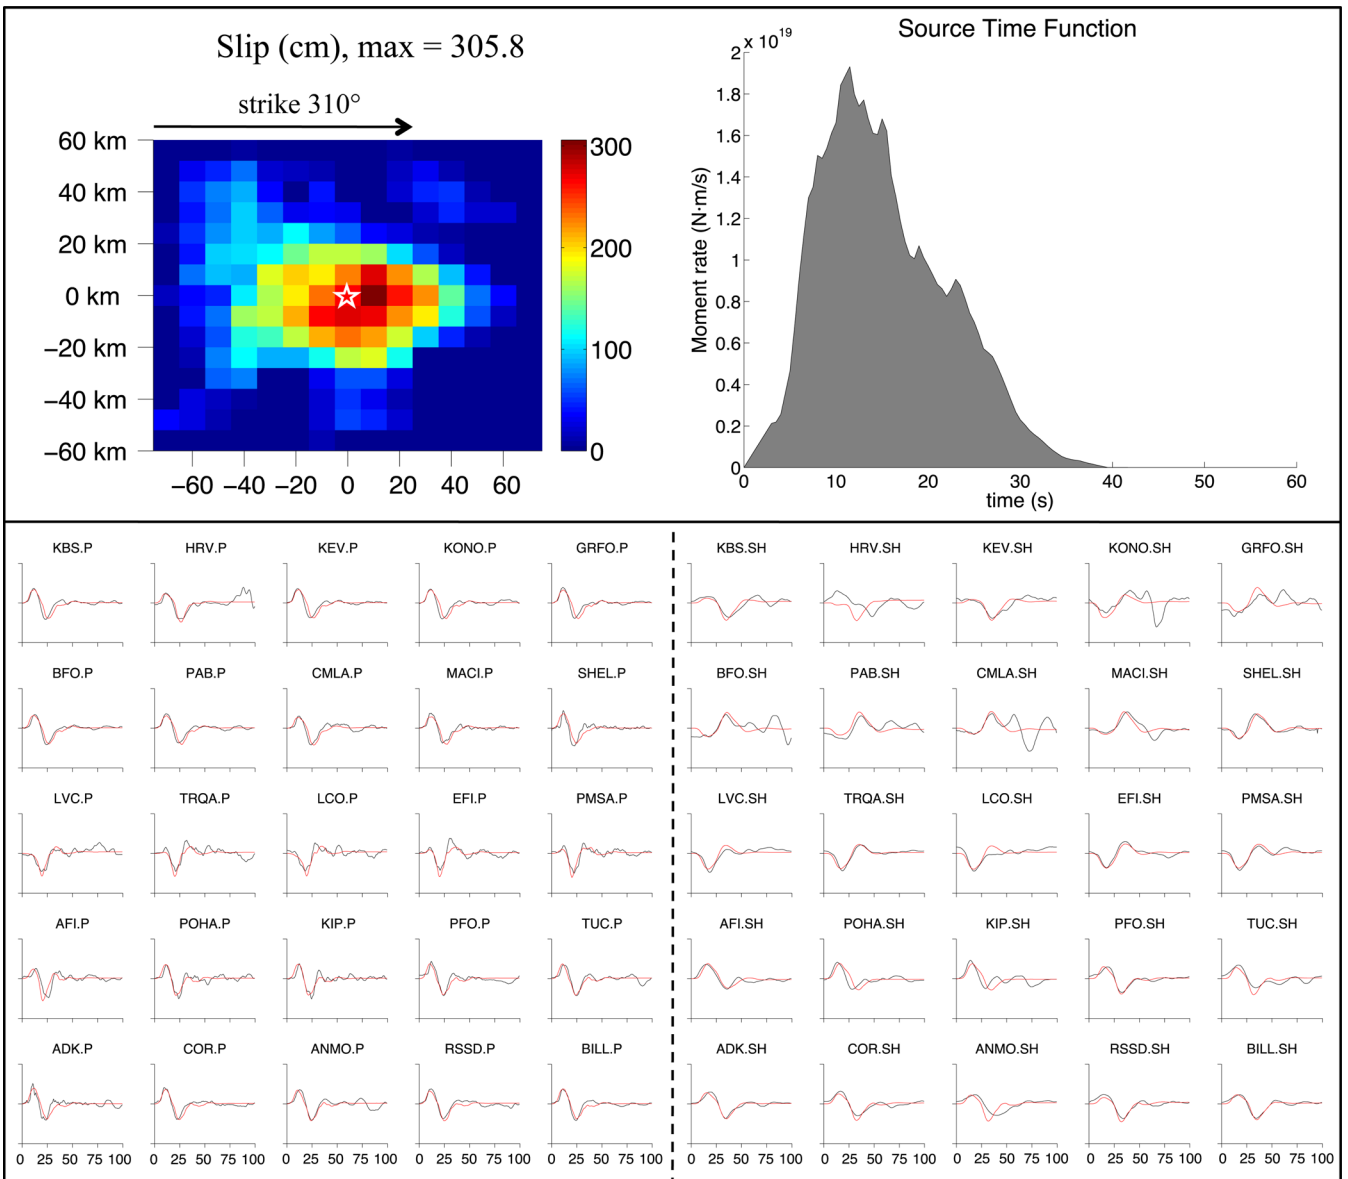 Slip (cm), max = 305.8
strike 310°
60 km
40 km
20 km
0 km
−20 km
−40 km
−60 km
−60 −40 −20 0 20 40 60
300
200
100
0
Source Time Function
2 x 10^19
1.8
1.6
1.4
1.2
1
0.8
0.6
0.4
0.2
0
Moment rate (N·m/s)
0 10 20 30 40 50 60
time (s)
KBS.P HRV.P KEV.P KONO.P GRFO.P KBS.SH HRV.SH KEV.SH KONO.SH GRFO.SH
BFO.P PAB.P CMLA.P MACI.P SHEL.P BFO.SH PAB.SH CMLA.SH MACI.SH SHEL.SH
LVC.P TRQA.P LCO.P EFI.P PMSA.P LVC.SH TRQA.SH LCO.SH EFI.SH PMSA.SH
AFI.P POHA.P KIP.P PFO.P TUC.P AFI.SH POHA.SH KIP.SH PFO.SH TUC.SH
ADK.P COR.P ANMO.P RSSD.P BILL.P ADK.SH COR.SH ANMO.SH RSSD.SH BILL.SH
0 25 50 75 100 0 25 50 75 100 0 25 50 75 100 0 25 50 75 100 0 25 50 75 100 0 25 50 75 100 0 25 50 75 100 0 25 50 75 100 0 25 50 75 100 0 25 50 75 100